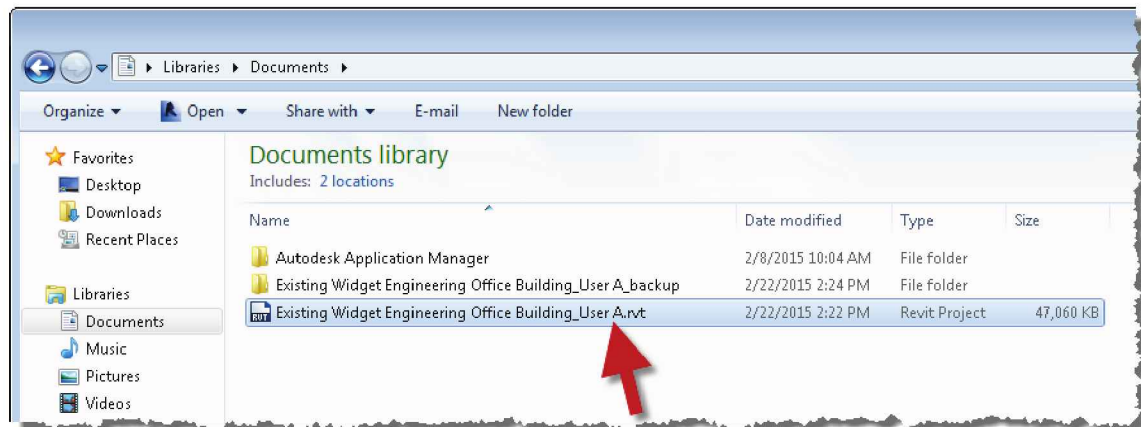 Libraries Documents
Organize Open Share with E-mail New folder
Favorites
Desktop
Downloads
Recent Places
Libraries
Documents
Music
Pictures
Videos
Documents library
Includes: 2 locations
Name Date modified Type Size
Autodesk Application Manager 2/8/2015 10:04 AM File folder
Existing Widget Engineering Office Building_User A_backup 2/22/2015 2:24 PM File folder
RVT Existing Widget Engineering Office Building_User A.rvt 2/22/2015 2:22 PM Revit Project 47,060 KB